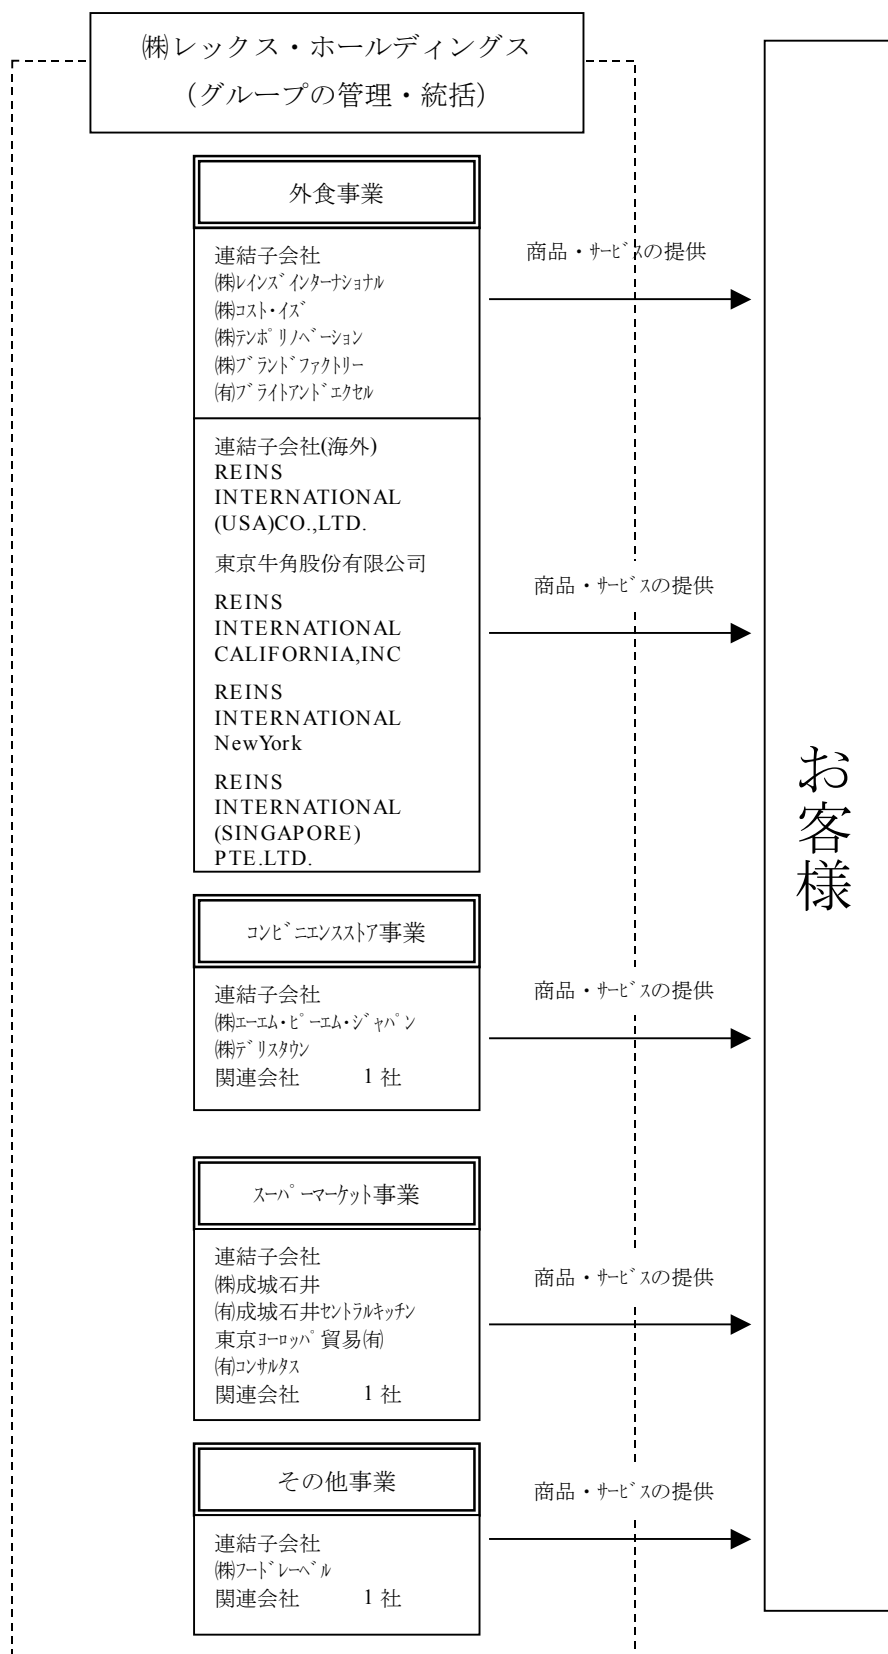 ㈱レックス・ホールディングス
（グループの管理・統括）
外食事業
連結子会社
㈱ﾚｲﾝｽﾞｲﾝﾀｰﾅｼｮﾅﾙ
㈱ｺｽﾄ・ｲｽﾞ
㈱ﾃﾝﾎﾟﾘﾉﾍﾞｰｼｮﾝ
㈱ﾌﾞﾗﾝﾄﾞﾌｧｸﾄﾘｰ
㈲ﾌﾞﾗｲﾄｱﾝﾄﾞｴｸｾﾙ
商品・ｻｰﾋﾞｽの提供
連結子会社(海外)
REINS
INTERNATIONAL
(USA)CO.,LTD.
東京牛角股份有限公司
REINS
INTERNATIONAL
CALIFORNIA,INC
REINS
INTERNATIONAL
NewYork
REINS
INTERNATIONAL
(SINGAPORE)
PTE.LTD.
商品・ｻｰﾋﾞｽの提供
ｺﾝﾋﾞﾆｴﾝｽｽﾄｱ事業
連結子会社
㈱ｴｰｴﾑ・ﾋﾟｰｴﾑ・ｼﾞｬﾊﾟﾝ
㈱ﾃﾞﾘｽﾀｳﾝ
関連会社　　　1 社
商品・ｻｰﾋﾞｽの提供
ｽｰﾊﾟｰﾏｰｹｯﾄ事業
連結子会社
㈱成城石井
㈲成城石井ｾﾝﾄﾗﾙｷｯﾁﾝ
東京ﾖｰﾛｯﾊﾟ貿易㈲
㈲ｺﾝｻﾙﾀｽ
関連会社　　　1 社
商品・ｻｰﾋﾞｽの提供
その他事業
連結子会社
㈱ﾌｰﾄﾞﾚｰﾍﾞﾙ
関連会社　　　1 社
商品・ｻｰﾋﾞｽの提供
お客様